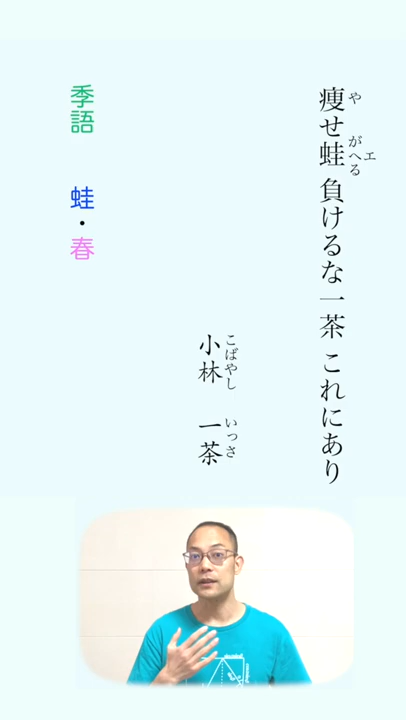 痩せ蛙 負けるな一茶 これにあり
や
がへる
エ
小林 一茶
こばやし いっさ
季語 蛙・春